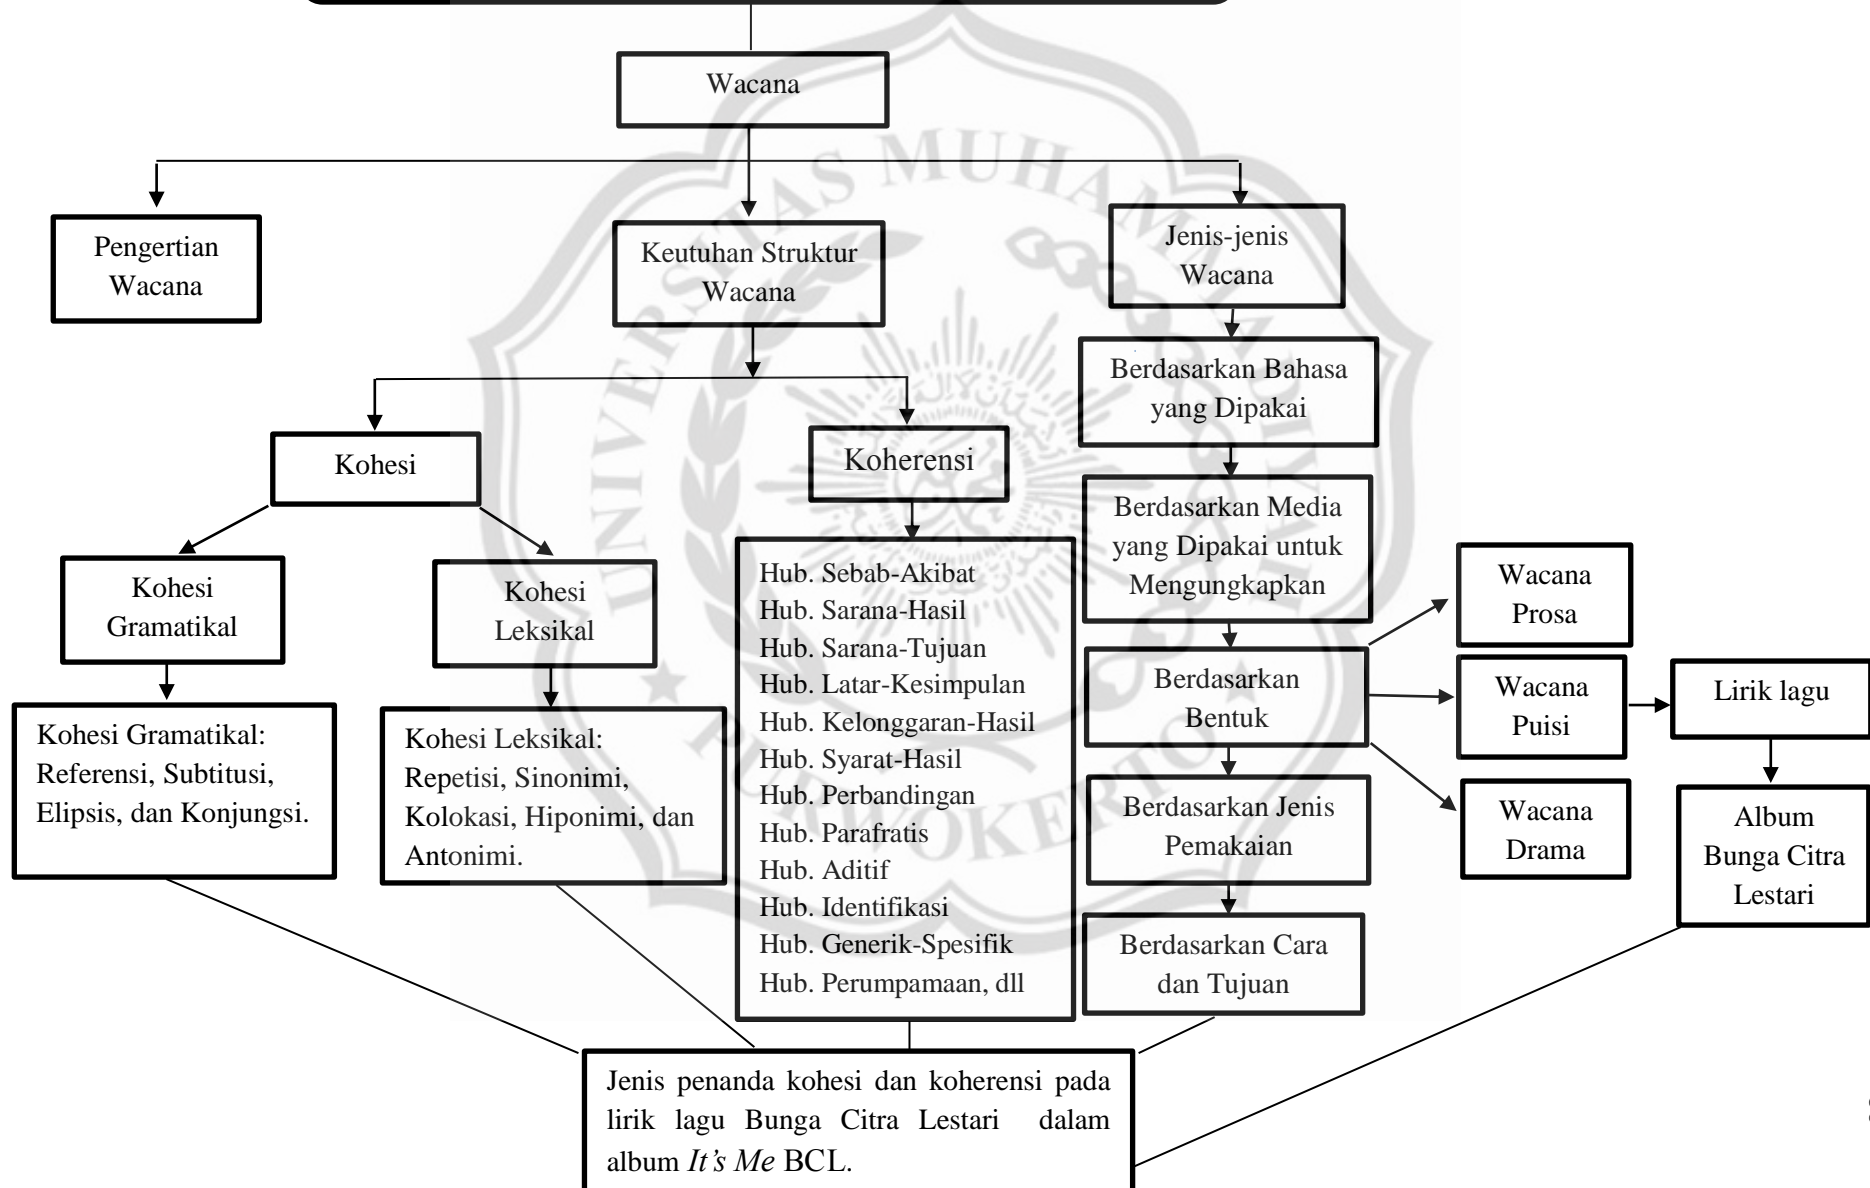 Wacana
Pengertian
Wacana
Keutuhan Struktur
Wacana
Jenis-jenis
Wacana
Berdasarkan Bahasa
yang Dipakai
Kohesi
Koherensi
Berdasarkan Media
yang Dipakai untuk
Mengungkapkan
Kohesi
Gramatikal
Kohesi
Leksikal
Hub. Sebab-Akibat
Hub. Sarana-Hasil
Hub. Sarana-Tujuan
Hub. Latar-Kesimpulan
Hub. Kelonggaran-Hasil
Hub. Syarat-Hasil
Hub. Perbandingan
Hub. Parafratis
Hub. Aditif
Hub. Identifikasi
Hub. Generik-Spesifik
Hub. Perumpamaan, dll
Wacana
Prosa
Berdasarkan
Bentuk
Wacana
Puisi
Lirik lagu
Kohesi Gramatikal:
Referensi, Subtitusi,
Elipsis, dan Konjungsi.
Kohesi Leksikal:
Repetisi, Sinonimi,
Kolokasi, Hiponimi, dan
Antonimi.
Berdasarkan Jenis
Pemakaian
Wacana
Drama
Album
Bunga Citra
Lestari
Berdasarkan Cara
dan Tujuan
Jenis penanda kohesi dan koherensi pada
lirik lagu Bunga Citra Lestari dalam
album It’s Me BCL.
UNIVERSITAS MUHAMMADIYAH
PURWOKERTO